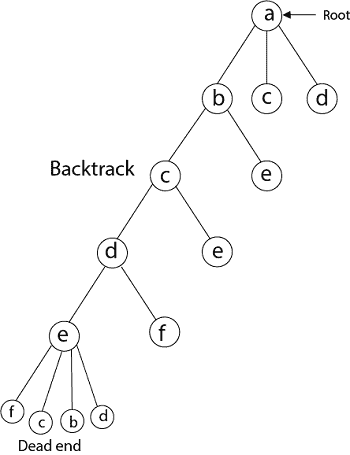 a Root
b c d
Backtrack c e
d e
e f
f c b d
Dead end